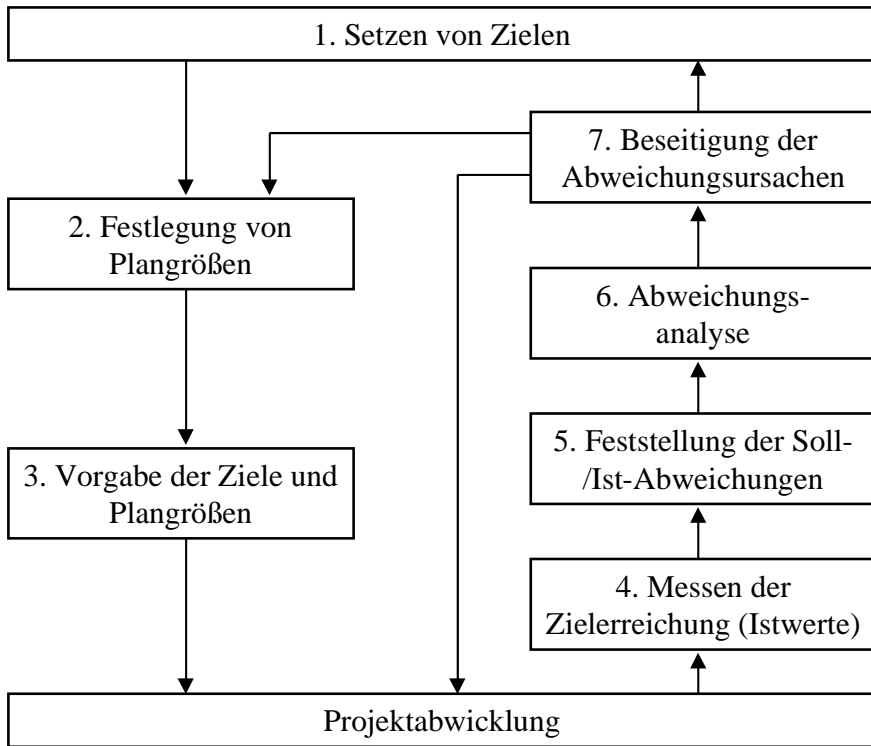 1. Setzen von Zielen
7. Beseitigung der
Abweichungsursachen
2. Festlegung von
Plangrößen
6. Abweichungs-
analyse
3. Vorgabe der Ziele und
Plangrößen
5. Feststellung der Soll-
/Ist-Abweichungen
4. Messen der
Zielerreichung (Istwerte)
Projektabwicklung